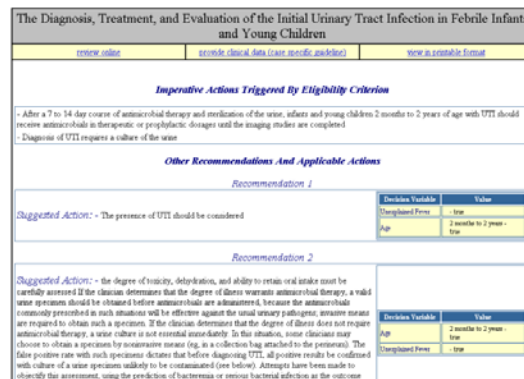 The Diagnosis, Treatment, and Evaluation of the Initial Urinary Tract Infection in Febrile Infants
and Young Children
review online
provide clinical data (case specific guideline)
view in printable format
Imperative Actions Triggered By Eligibility Criterion
- After a 7 to 14 day course of antimicrobial therapy and sterilization of the urine, infants and young children 2 months to 2 years of age with UTI should
receive antimicrobials in therapeutic or prophylactic dosages until the imaging studies are completed
- Diagnosis of UTI requires a culture of the urine
Other Recommendations And Applicable Actions
Recommendation 1
Suggested Action: - The presence of UTI should be considered
Decision Variable Value
Unexplained Fever - true
Age 2 months to 2 years -
true
Recommendation 2
Suggested Action: - the degree of toxicity, dehydration, and ability to retain oral intake must be
carefully assessed If the clinician determines that the degree of illness warrants antimicrobial therapy, a valid
urine specimen should be obtained before antimicrobials are administered, because the antimicrobials
commonly prescribed in such situations will be effective against the usual urinary pathogens; invasive means
are required to obtain such a specimen. If the clinician determines that the degree of illness does not require
antimicrobial therapy, a urine culture is not essential immediately. In this situation, some clinicians may
choose to obtain a specimen by noninvasive means (eg, in a collection bag attached to the perineum). The
false positive rate with such specimens dictates that before diagnosing UTI, all positive results be confirmed
with culture of a urine specimen unlikely to be contaminated (see below). Attempts have been made to
objectify this assessment, using the prediction of bacteremia or serious bacterial infection as the outcome
Decision Variable Value
Age 2 months to 2 years -
true
Unexplained Fever - true